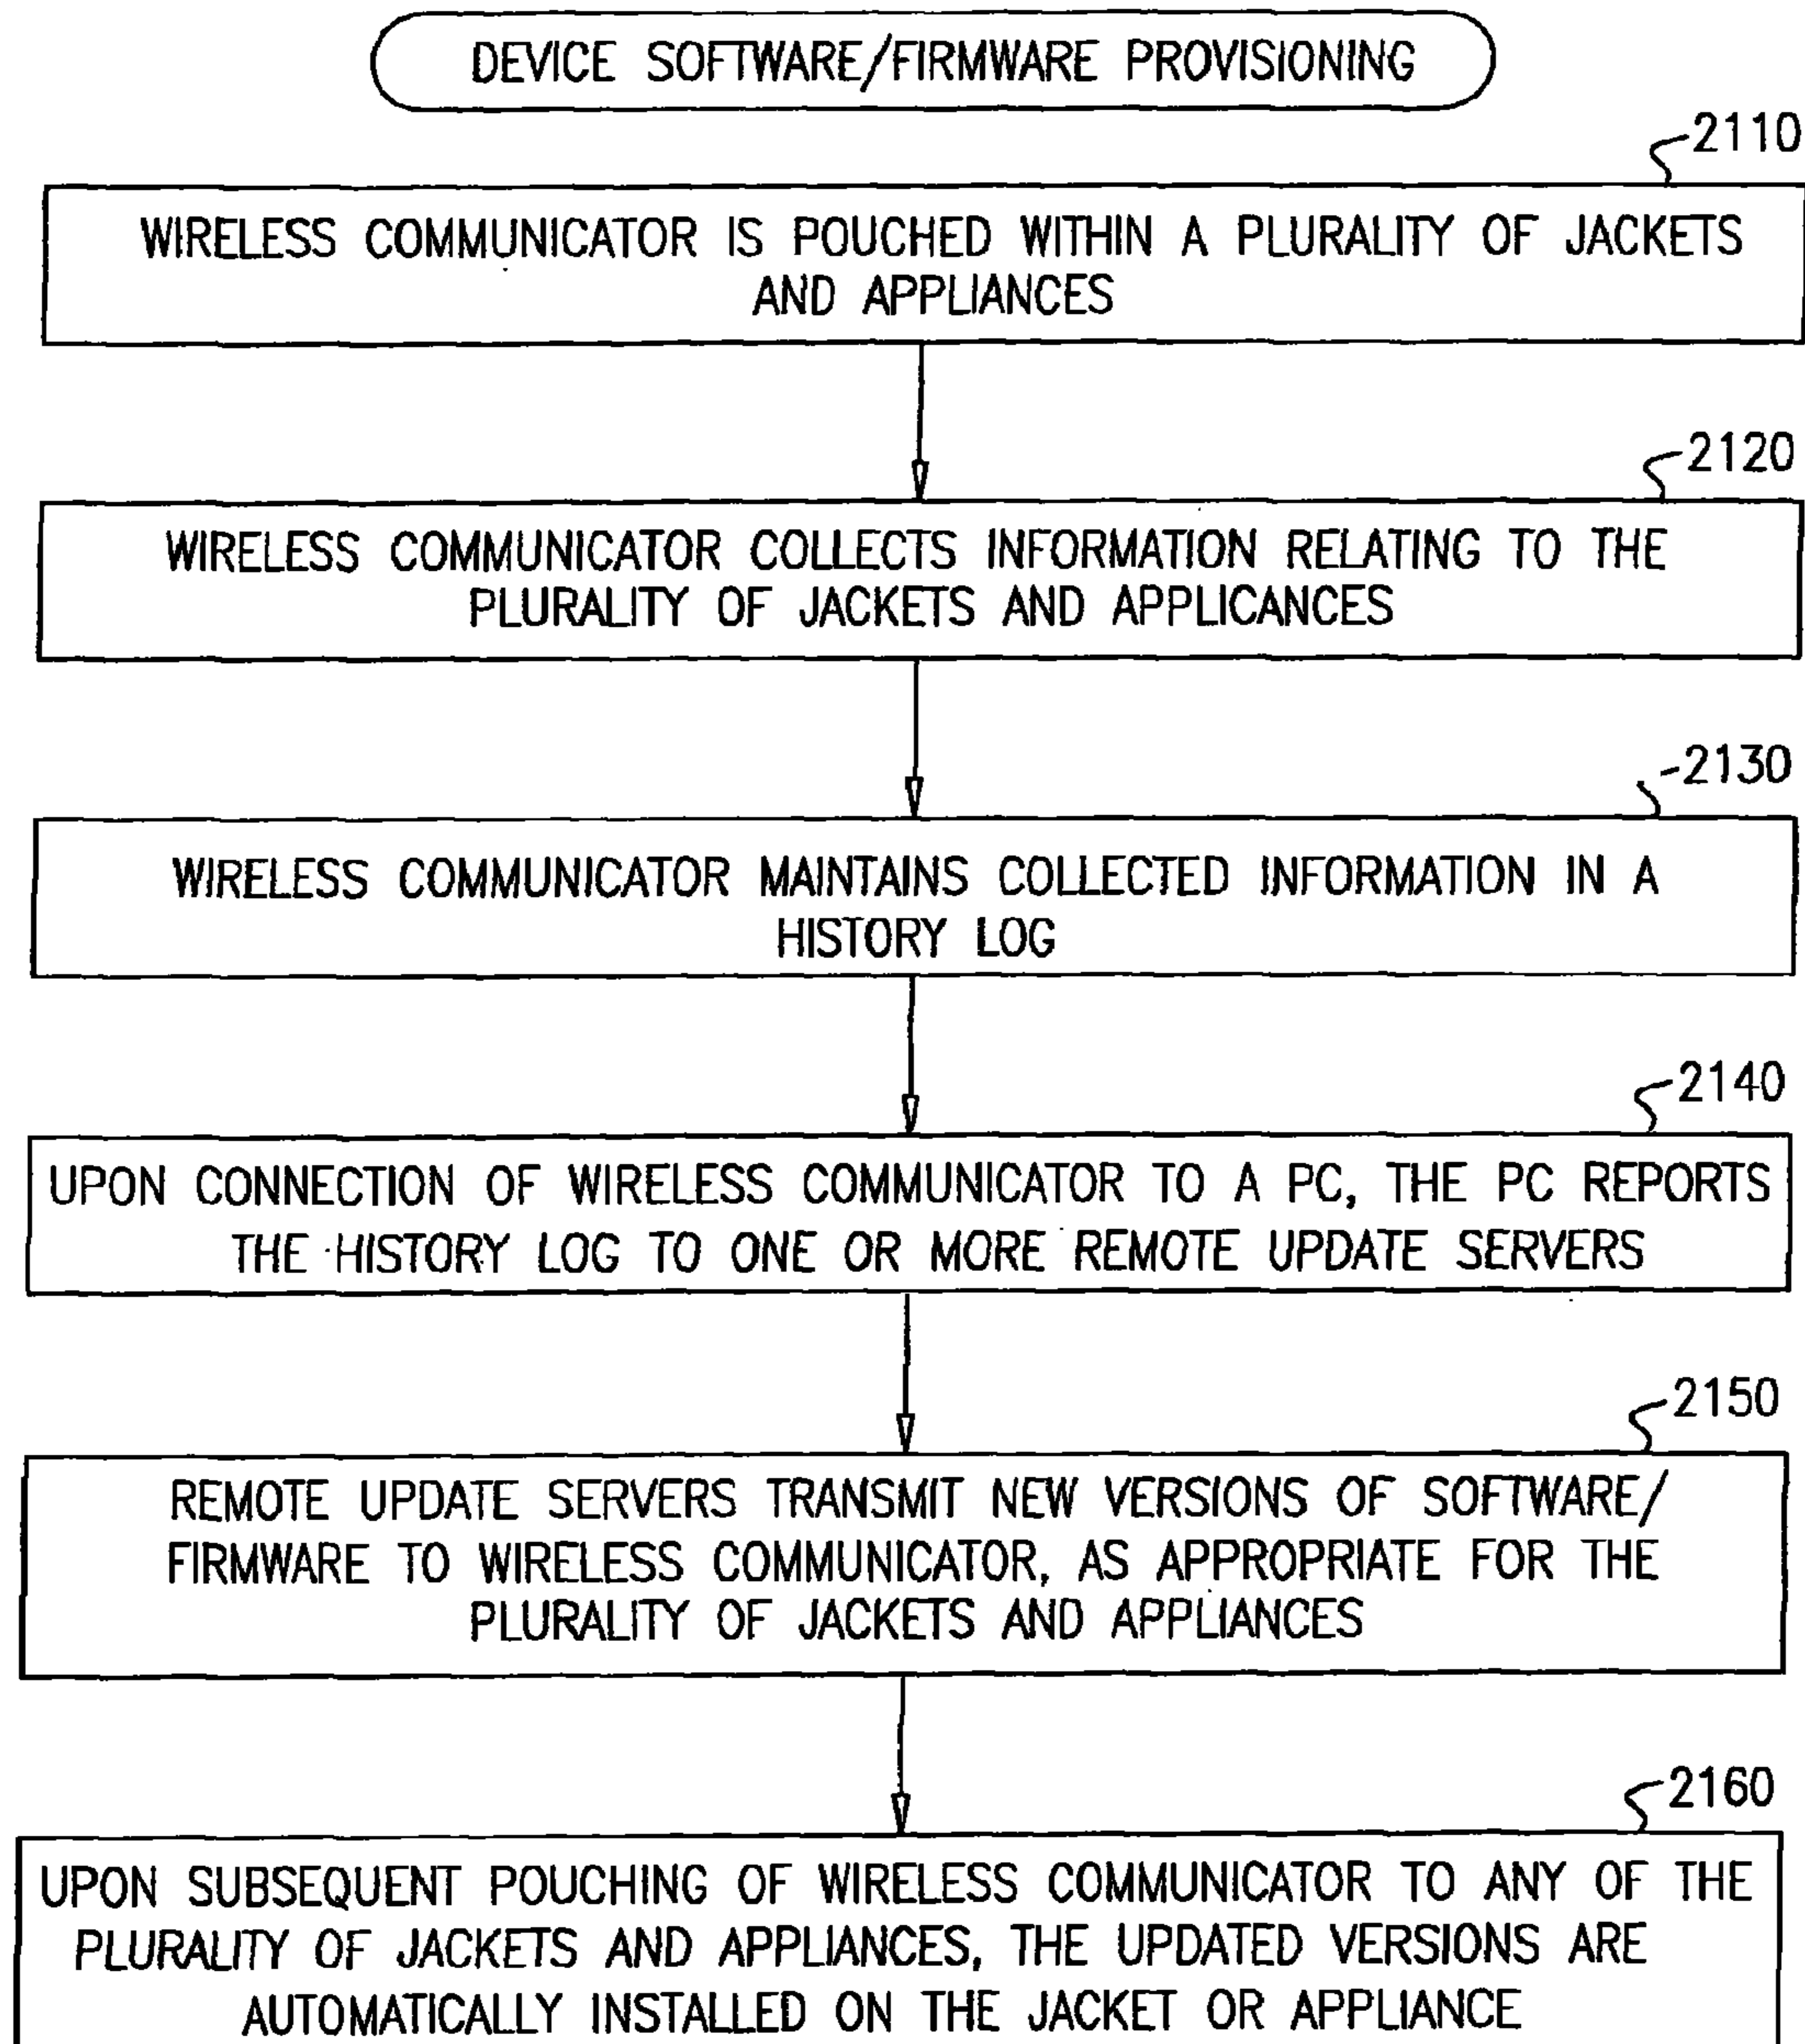 DEVICE SOFTWARE/FIRMWARE PROVISIONING
2110
WIRELESS COMMUNICATOR IS POUCHED WITHIN A PLURALITY OF JACKETS
AND APPLIANCES
2120
WIRELESS COMMUNICATOR COLLECTS INFORMATION RELATING TO THE
PLURALITY OF JACKETS AND APPLICANCES
2130
WIRELESS COMMUNICATOR MAINTAINS COLLECTED INFORMATION IN A
HISTORY LOG
2140
UPON CONNECTION OF WIRELESS COMMUNICATOR TO A PC, THE PC REPORTS
THE HISTORY LOG TO ONE OR MORE REMOTE UPDATE SERVERS
2150
REMOTE UPDATE SERVERS TRANSMIT NEW VERSIONS OF SOFTWARE/
FIRMWARE TO WIRELESS COMMUNICATOR, AS APPROPRIATE FOR THE
PLURALITY OF JACKETS AND APPLIANCES
2160
UPON SUBSEQUENT POUCHING OF WIRELESS COMMUNICATOR TO ANY OF THE
PLURALITY OF JACKETS AND APPLIANCES, THE UPDATED VERSIONS ARE
AUTOMATICALLY INSTALLED ON THE JACKET OR APPLIANCE